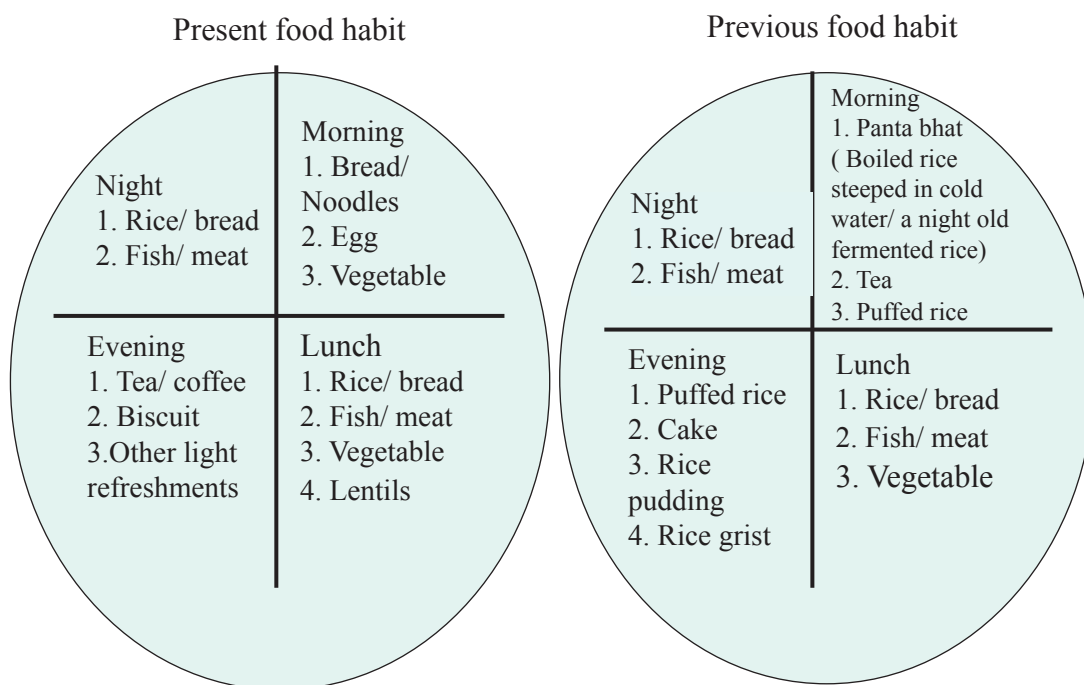 Present food habit
Night
1. Rice/ bread
2. Fish/ meat
Morning
1. Bread/
Noodles
2. Egg
3. Vegetable
Evening
1. Tea/ coffee
2. Biscuit
3.Other light
refreshments
Lunch
1. Rice/ bread
2. Fish/ meat
3. Vegetable
4. Lentils
Previous food habit
Night
1. Rice/ bread
2. Fish/ meat
Morning
1. Panta bhat
( Boiled rice
steeped in cold
water/ a night old
fermented rice)
2. Tea
3. Puffed rice
Evening
1. Puffed rice
2. Cake
3. Rice
pudding
4. Rice grist
Lunch
1. Rice/ bread
2. Fish/ meat
3. Vegetable